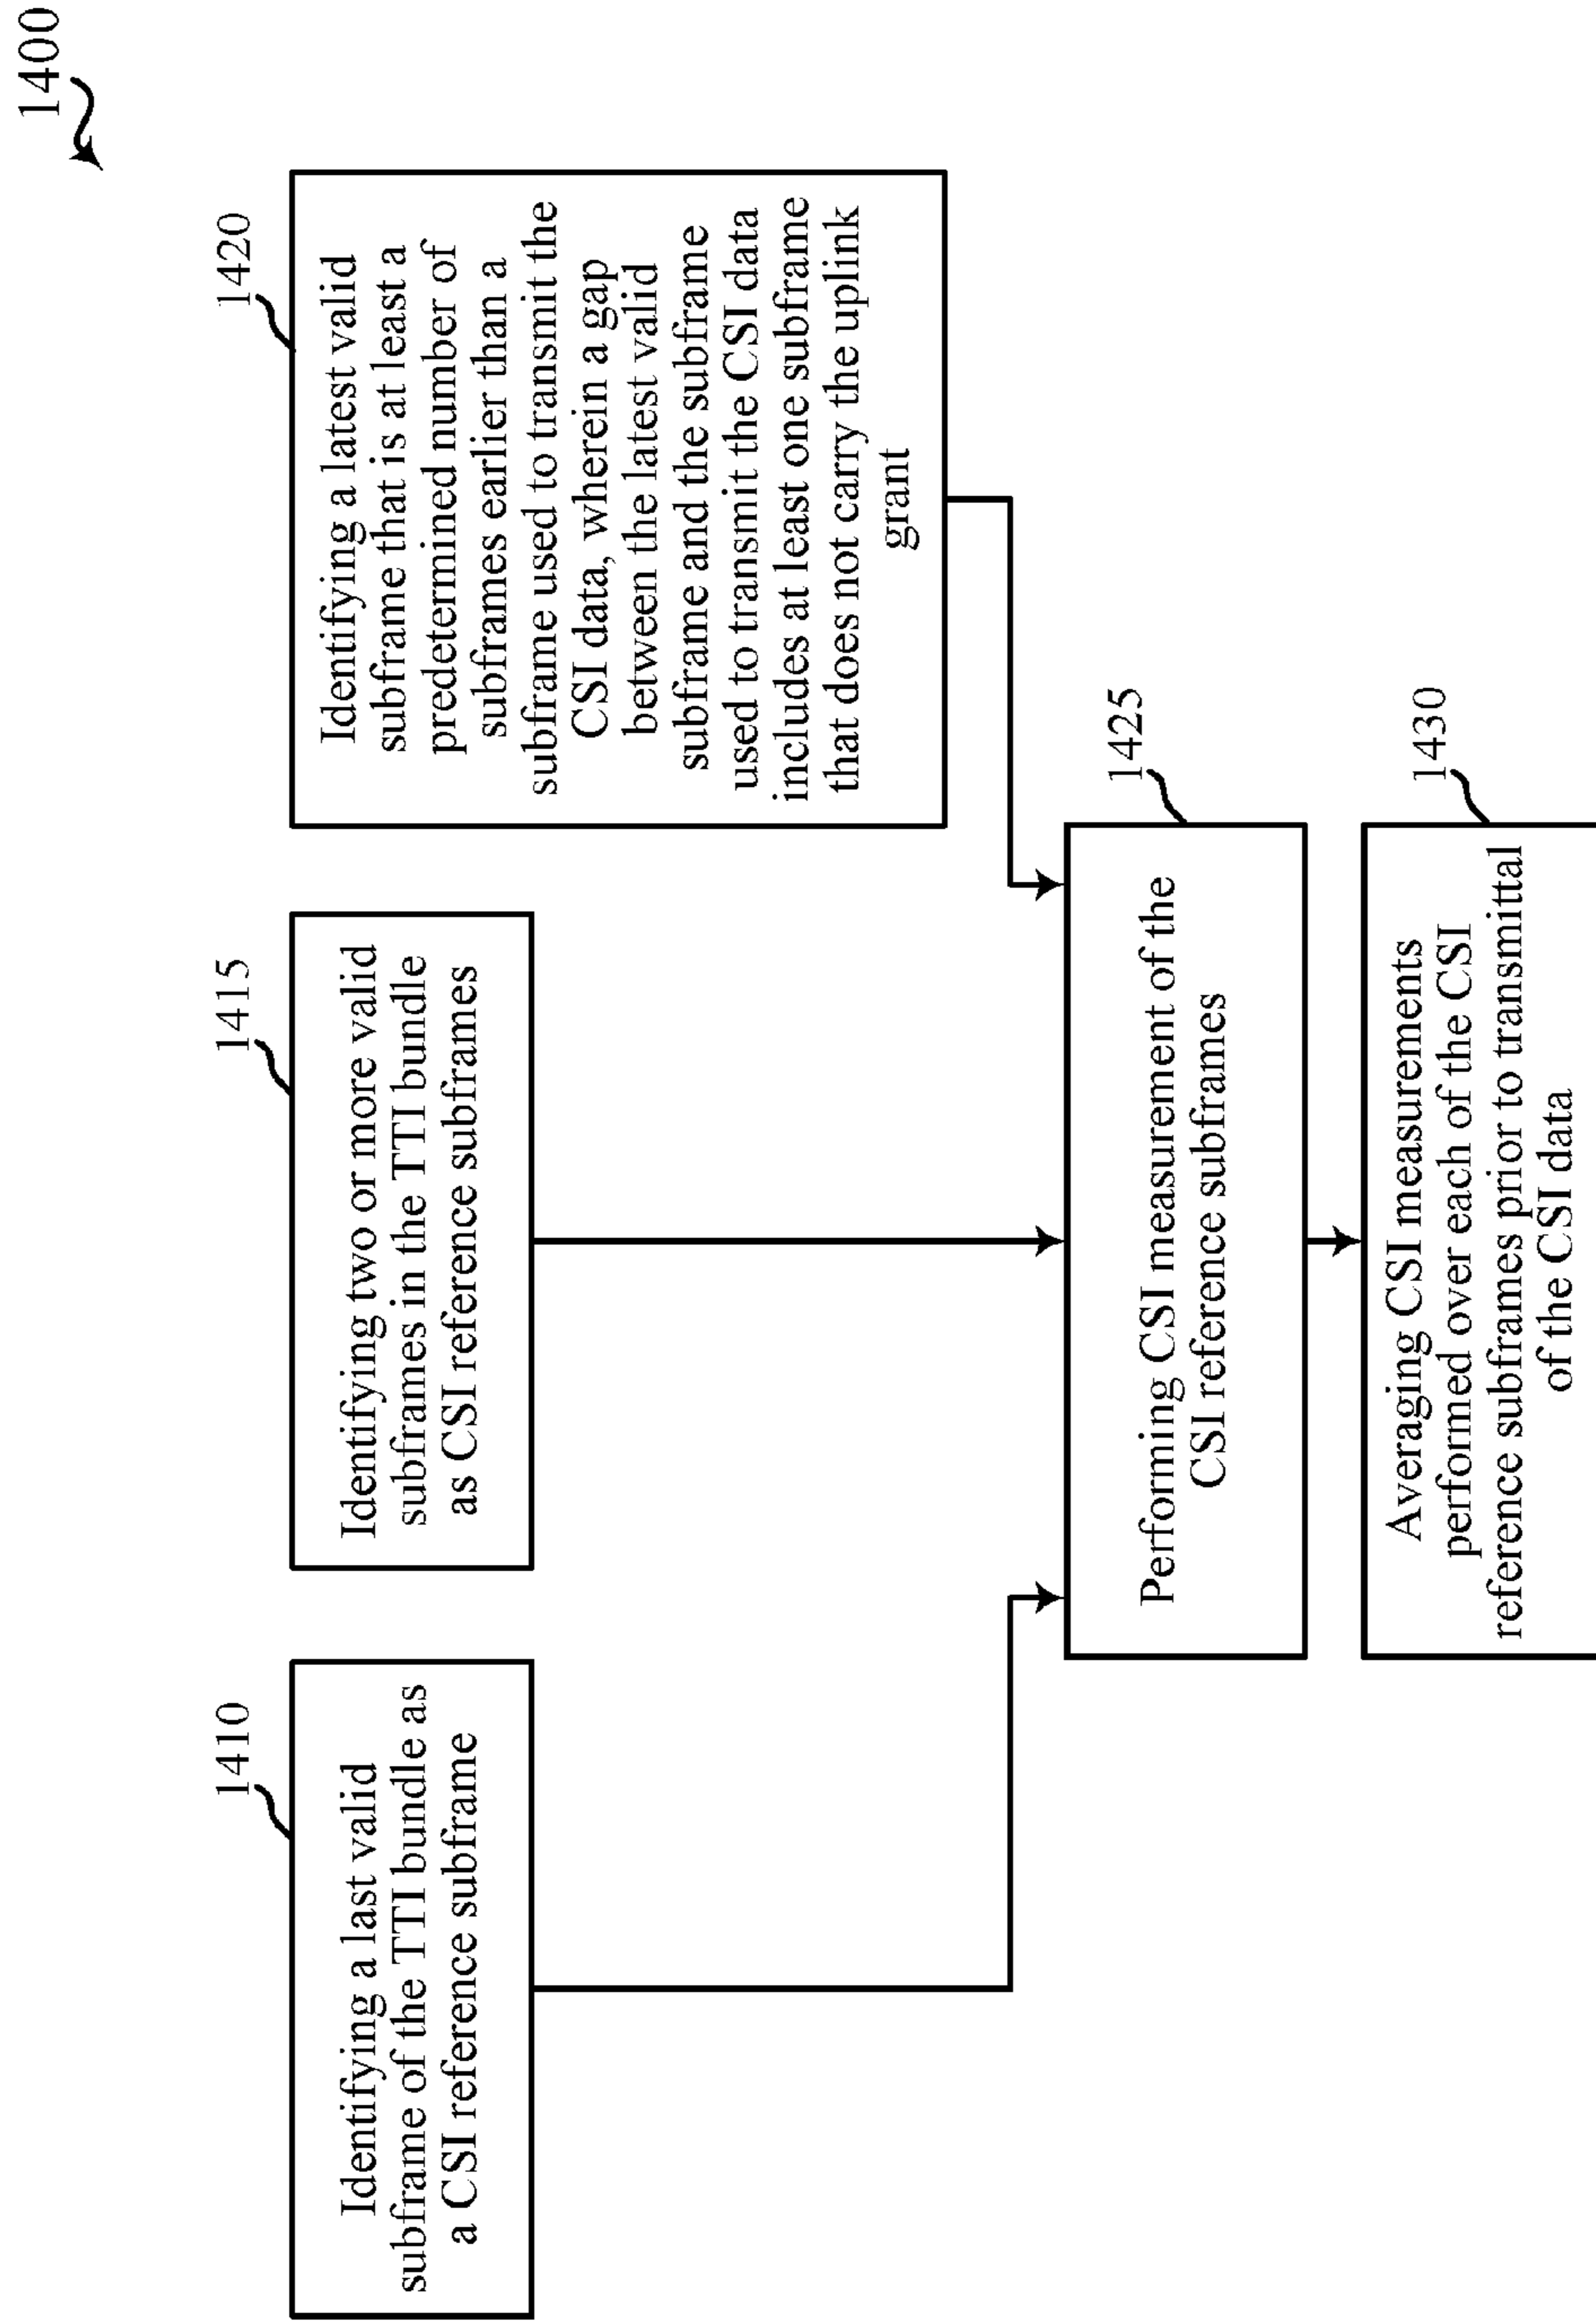 1400
1410
Identifying a last valid
subframe of the TTI bundle as
a CSI reference subframe
1415
Identifying two or more valid
subframes in the TTI bundle
as CSI reference subframes
1420
Identifying a latest valid
subframe that is at least a
predetermined number of
subframes earlier than a
subframe used to transmit the
CSI data, wherein a gap
between the latest valid
subframe and the subframe
used to transmit the CSI data
includes at least one subframe
that does not carry the uplink
grant
1425
Performing CSI measurement of the
CSI reference subframes
1430
Averaging CSI measurements
performed over each of the CSI
reference subframes prior to transmittal
of the CSI data